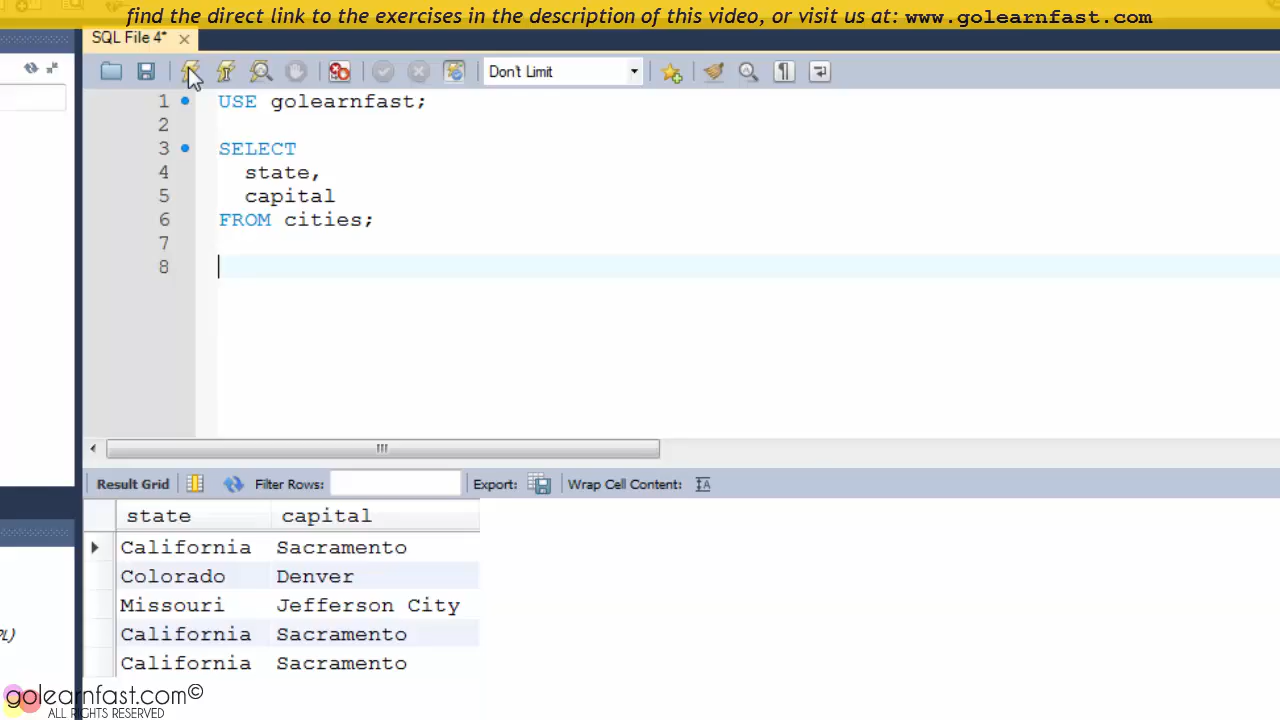 find the direct link to the exercises in the description of this video, or visit us at: www.golearnfast.com
SQL File 4*
Don't Limit
1 USE golearnfast;
2
3 SELECT
4 state,
5 capital
6 FROM cities;
7
8
Result Grid Filter Rows: Export: Wrap Cell Content:
state capital
California Sacramento
Colorado Denver
Missouri Jefferson City
California Sacramento
California Sacramento
PL)
golearnfast.com©
ALL RIGHTS RESERVED